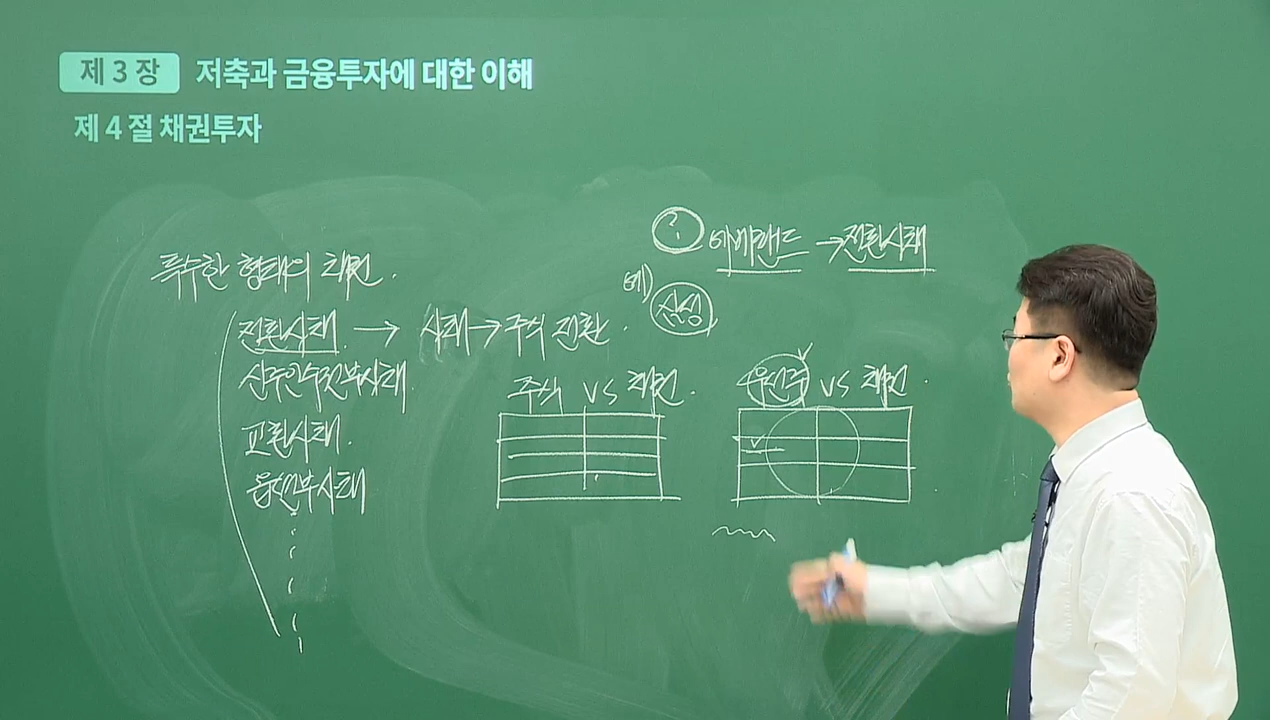 제 3 장 저축과 금융투자에 대한 이해
제 4 절 채권투자
? 에버랜드 → 전환사채
특수한 형태의 채권.
예) 삼성
전환사채 → 사채 → 주식 전환.
신주인수권부사채.
주식 VS 채권.
우선주 VS 채권.
교환사채.
옵션부사채